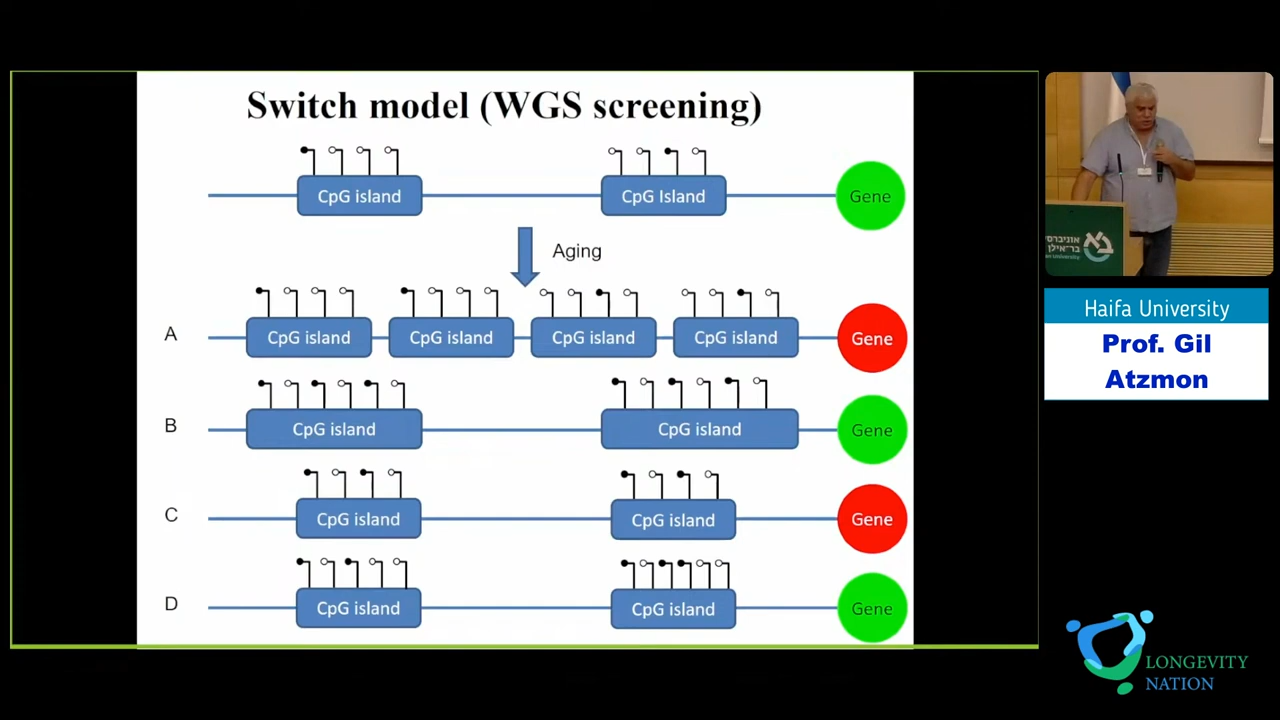 Switch model (WGS screening)
CpG island
CpG Island
Gene
Aging
A
CpG island
CpG island
CpG island
CpG island
Gene
B
CpG island
CpG island
Gene
C
CpG island
CpG island
Gene
D
CpG island
CpG island
Gene
בר־אילן
Haifa University
Prof. Gil
Atzmon
LONGEVITY
NATION